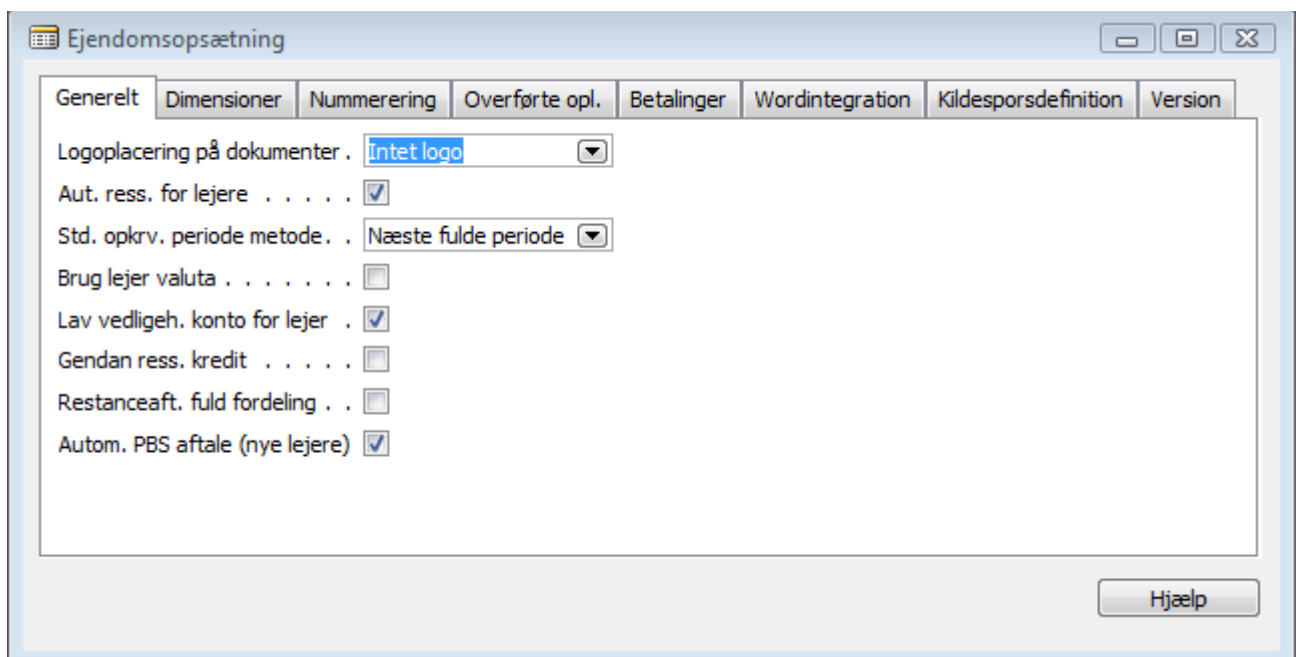 Ejendomsopsætning
Generelt Dimensioner Nummerering Overførte opl. Betalinger Wordintegration Kildesporsdefinition Version
Logoplacering på dokumenter . Intet logo
Aut. ress. for lejere . . . . .
Std. opkrv. periode metode. . Næste fulde periode
Brug lejer valuta . . . . . . .
Lav vedligeh. konto for lejer .
Gendan ress. kredit . . . . .
Restanceaft. fuld fordeling . .
Autom. PBS aftale (nye lejere)
Hjælp